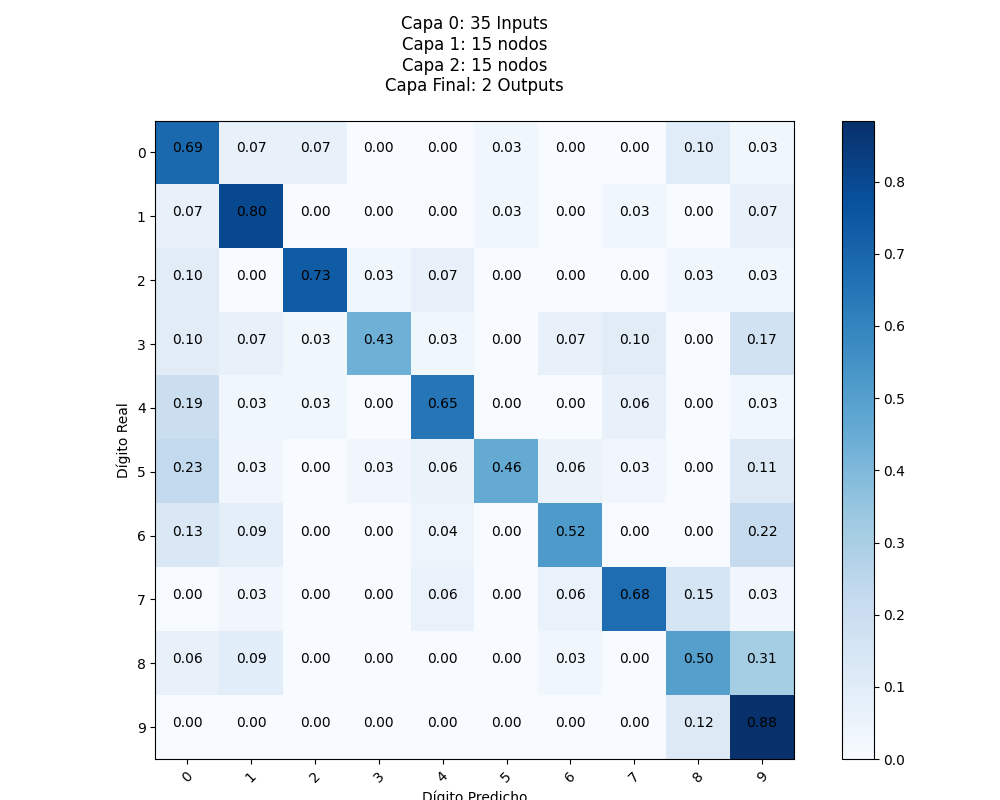 Capa 0: 35 Inputs
Capa 1: 15 nodos
Capa 2: 15 nodos
Capa Final: 2 Outputs
0 0.69 0.07 0.07 0.00 0.00 0.03 0.00 0.00 0.10 0.03
1 0.07 0.80 0.00 0.00 0.00 0.03 0.00 0.03 0.00 0.07
2 0.10 0.00 0.73 0.03 0.07 0.00 0.00 0.00 0.03 0.03
3 0.10 0.07 0.03 0.43 0.03 0.00 0.07 0.10 0.00 0.17
4 0.19 0.03 0.03 0.00 0.65 0.00 0.00 0.06 0.00 0.03
5 0.23 0.03 0.00 0.03 0.06 0.46 0.06 0.03 0.00 0.11
6 0.13 0.09 0.00 0.00 0.04 0.00 0.52 0.00 0.00 0.22
7 0.00 0.03 0.00 0.00 0.06 0.00 0.06 0.68 0.15 0.03
8 0.06 0.09 0.00 0.00 0.00 0.00 0.03 0.00 0.50 0.31
9 0.00 0.00 0.00 0.00 0.00 0.00 0.00 0.00 0.12 0.88
0 1 2 3 4 5 6 7 8 9
Dígito Real
Dígito Predicho
0.8
0.7
0.6
0.5
0.4
0.3
0.2
0.1
0.0